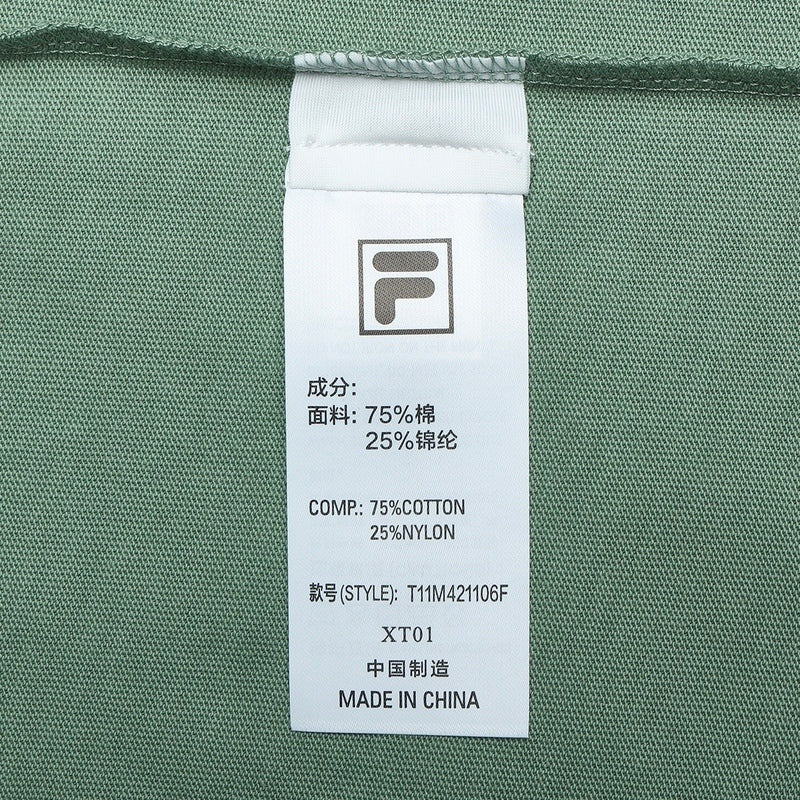 F
成分:
面料: 75%棉
25%锦纶
COMP.: 75%COTTON
25%NYLON
款号(STYLE): T11M421106F
XT01
中国制造
MADE IN CHINA